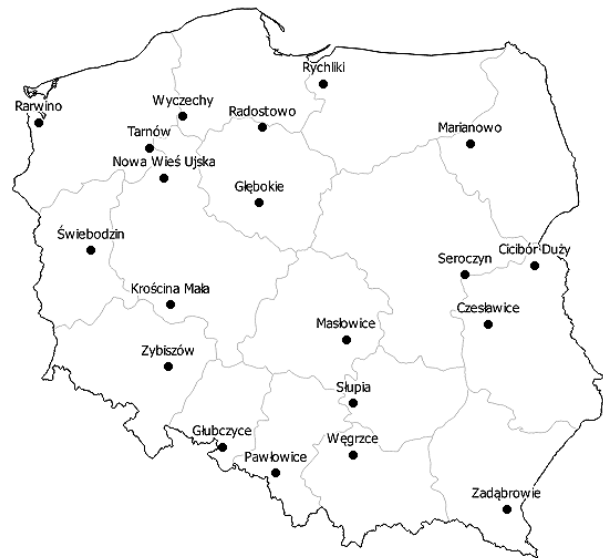 Rychliki
Rarwino
Wyczechy
Radostowo
Tarnów
Marianowo
Nowa Wieś Ujska
Głębokie
Świebodzin
Cicibór Duży
Seroczyn
Krościna Mała
Czesławice
Masłowice
Zybiszów
Słupia
Głubczyce
Węgrzce
Pawłowice
Zadąbrowie